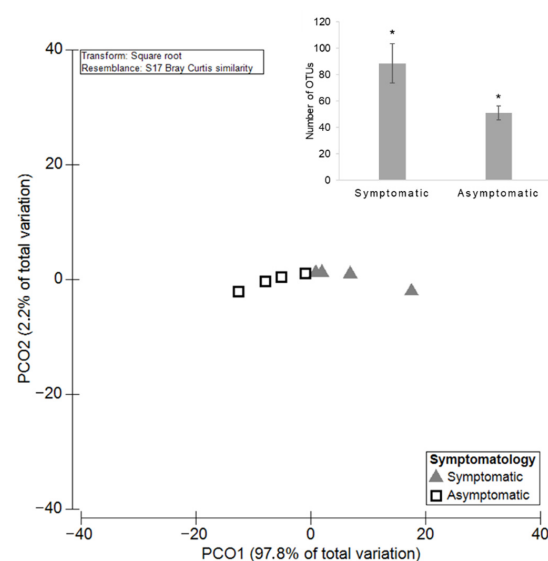 Transform: Square root
Resemblance: S17 Bray Curtis similarity
Number of OTUs
120
100
80
60
40
20
0
*
*
Symptomatic
Asymptomatic
PCO2 (2.2% of total variation)
40
20
0
−20
−40
Symptomatology
Symptomatic
Asymptomatic
−40
−20
0
20
40
PCO1 (97.8% of total variation)